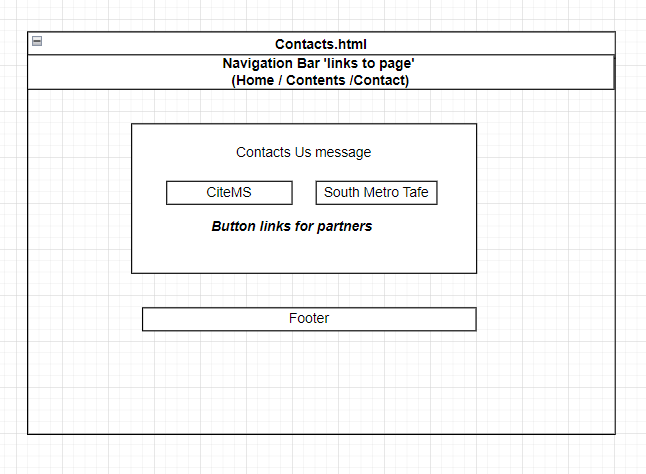 Contacts.html
Navigation Bar 'links to page'
(Home / Contents /Contact)
Contacts Us message
CiteMS
South Metro Tafe
Button links for partners
Footer